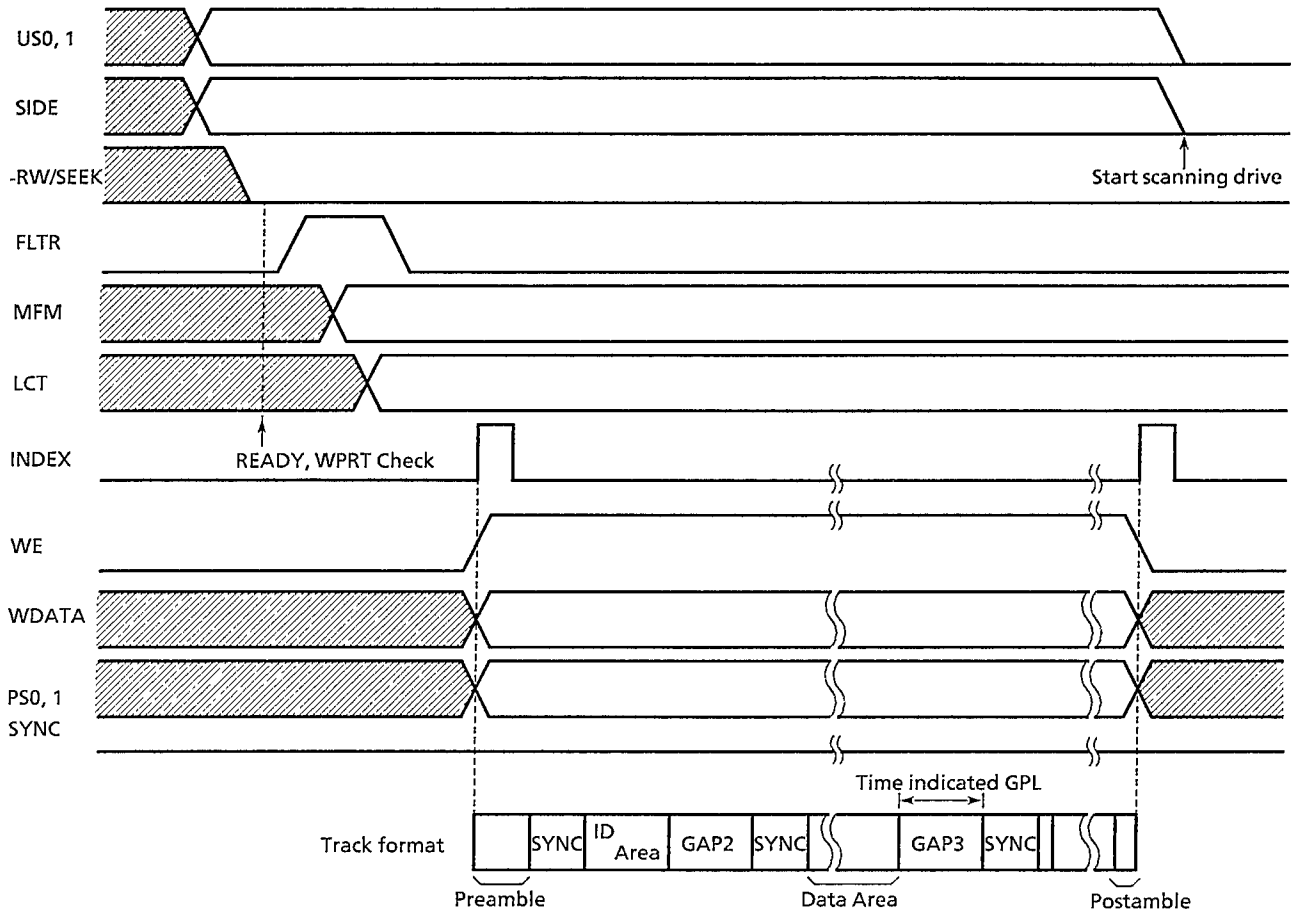 US0, 1
SIDE
-RW/SEEK
Start scanning drive
FLTR
MFM
LCT
INDEX
READY, WPRT Check
WE
WDATA
PS0, 1
SYNC
Time indicated GPL
Track format
SYNC
ID
Area
GAP2
SYNC
GAP3
SYNC
Preamble
Data Area
Postamble